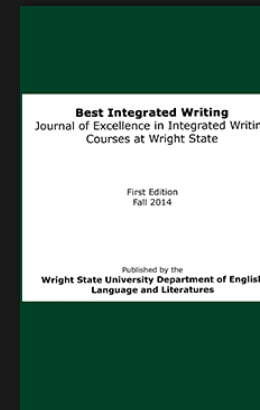 Best Integrated Writing
Journal of Excellence in Integrated Writin
Courses at Wright State
First Edition
Fall 2014
Published by the
Wright State University Department of English
Language and Literatures